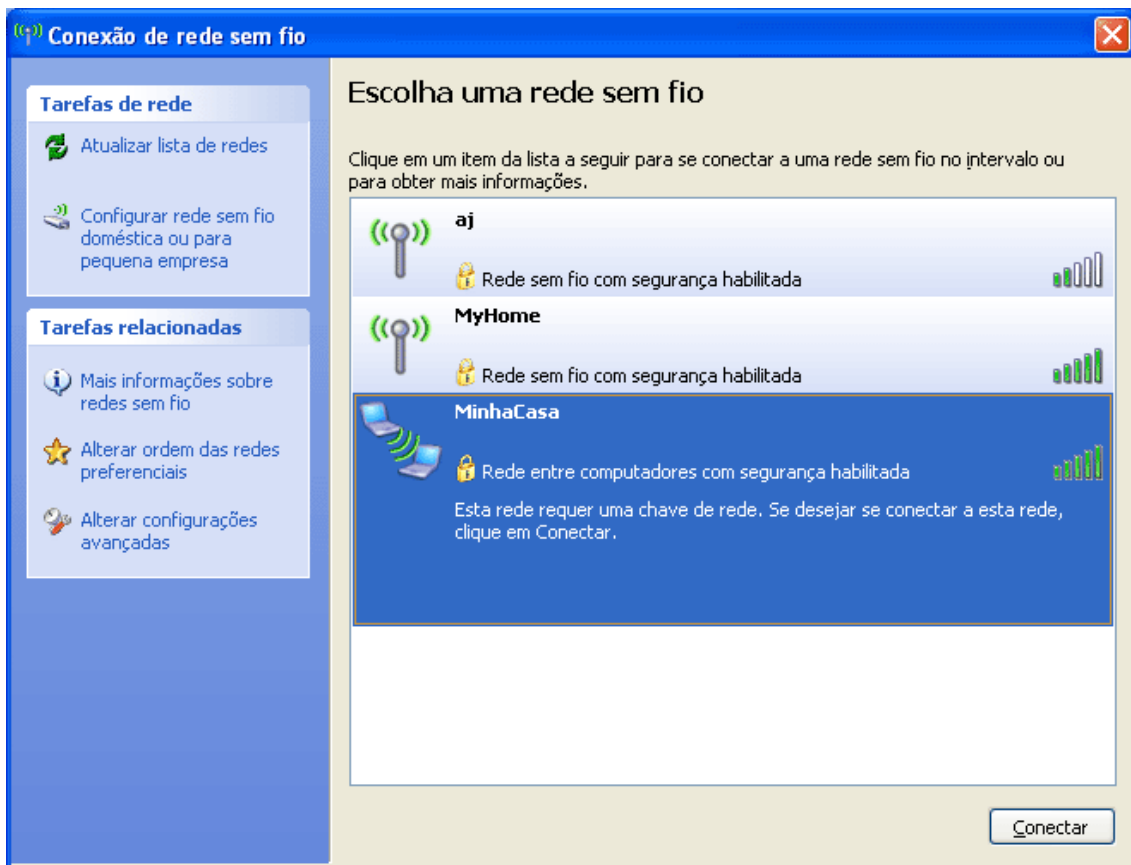 Conexão de rede sem fio
Tarefas de rede
Atualizar lista de redes
Configurar rede sem fio
doméstica ou para
pequena empresa
Tarefas relacionadas
Mais informações sobre
redes sem fio
Alterar ordem das redes
preferenciais
Alterar configurações
avançadas
Escolha uma rede sem fio
Clique em um item da lista a seguir para se conectar a uma rede sem fio no intervalo ou
para obter mais informações.
aj
Rede sem fio com segurança habilitada
MyHome
Rede sem fio com segurança habilitada
MinhaCasa
Rede entre computadores com segurança habilitada
Esta rede requer uma chave de rede. Se desejar se conectar a esta rede,
clique em Conectar.
Conectar